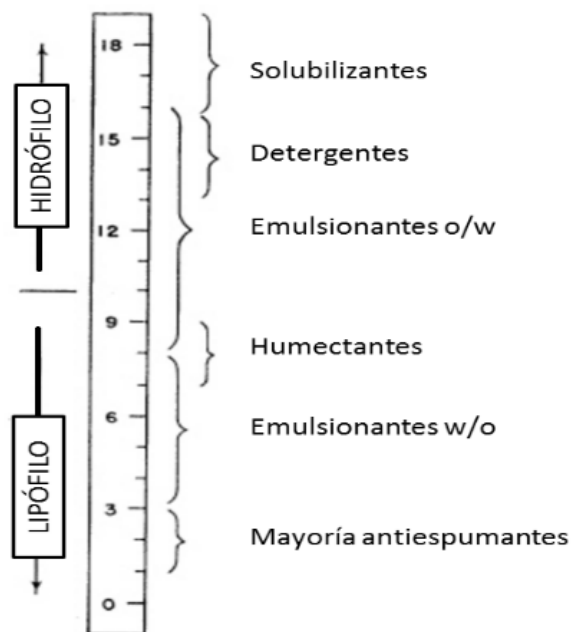 18
Solubilizantes
HIDRÓFILO
15
Detergentes
12
Emulsionantes o/w
9
Humectantes
6
Emulsionantes w/o
LIPÓFILO
3
Mayoría antiespumantes
0